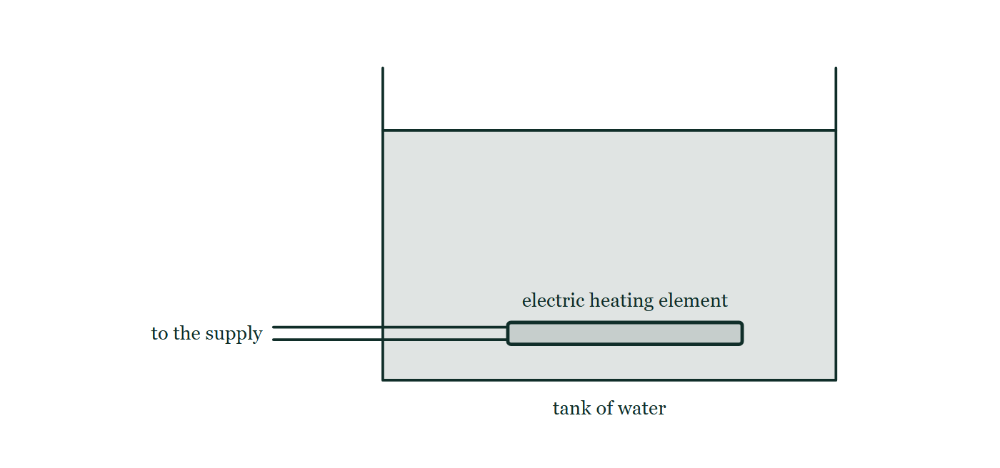 electric heating element
to the supply
tank of water